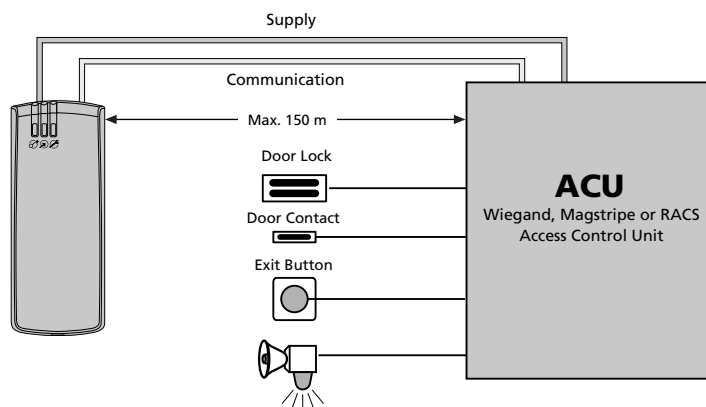 Supply
Communication
Max. 150 m
Door Lock
Door Contact
Exit Button
ACU
Wiegand, Magstripe or RACS
Access Control Unit